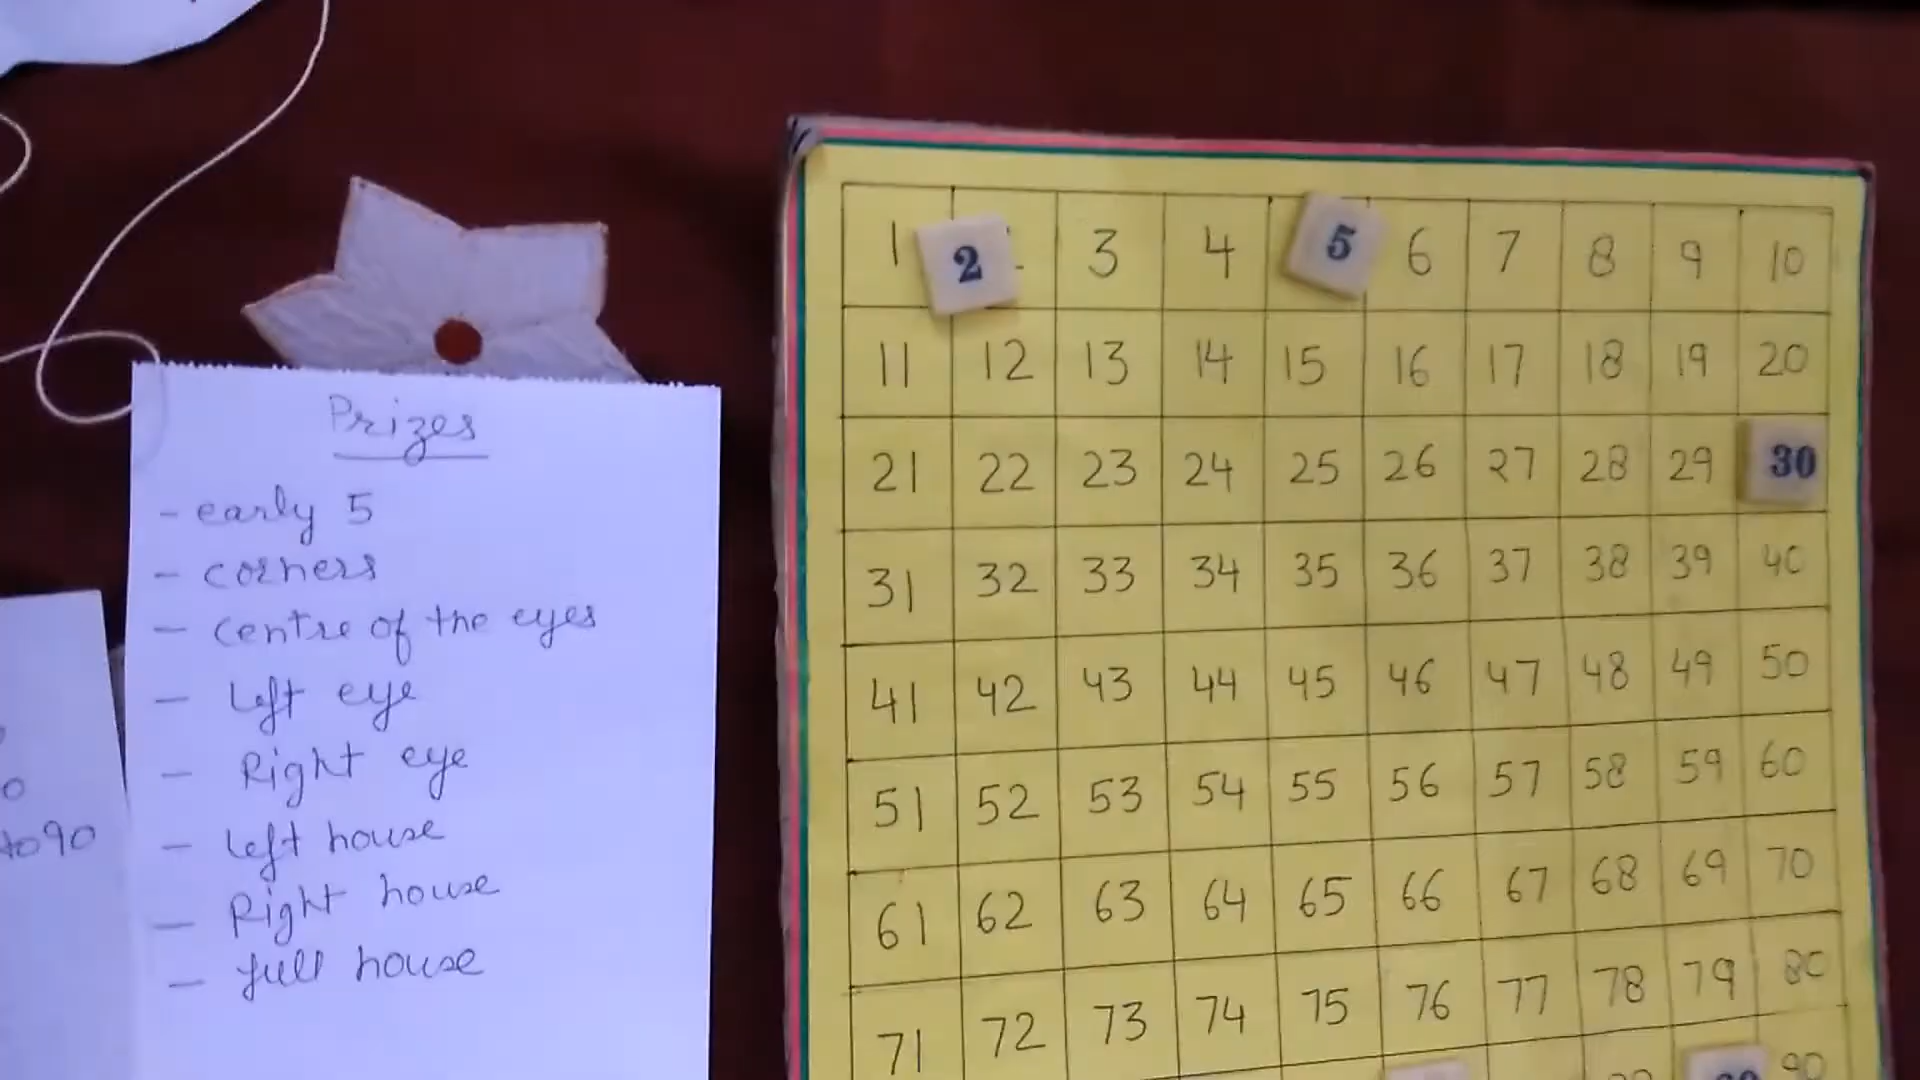 Prizes
- early 5
- corners
- centre of the eyes
- Left eye
- Right eye
- Left house
- Right house
- full house
to90
1 2 3 4 5 6 7 8 9 10
11 12 13 14 15 16 17 18 19 20
21 22 23 24 25 26 27 28 29 30
31 32 33 34 35 36 37 38 39 40
41 42 43 44 45 46 47 48 49 50
51 52 53 54 55 56 57 58 59 60
61 62 63 64 65 66 67 68 69 70
71 72 73 74 75 76 77 78 79 80
90